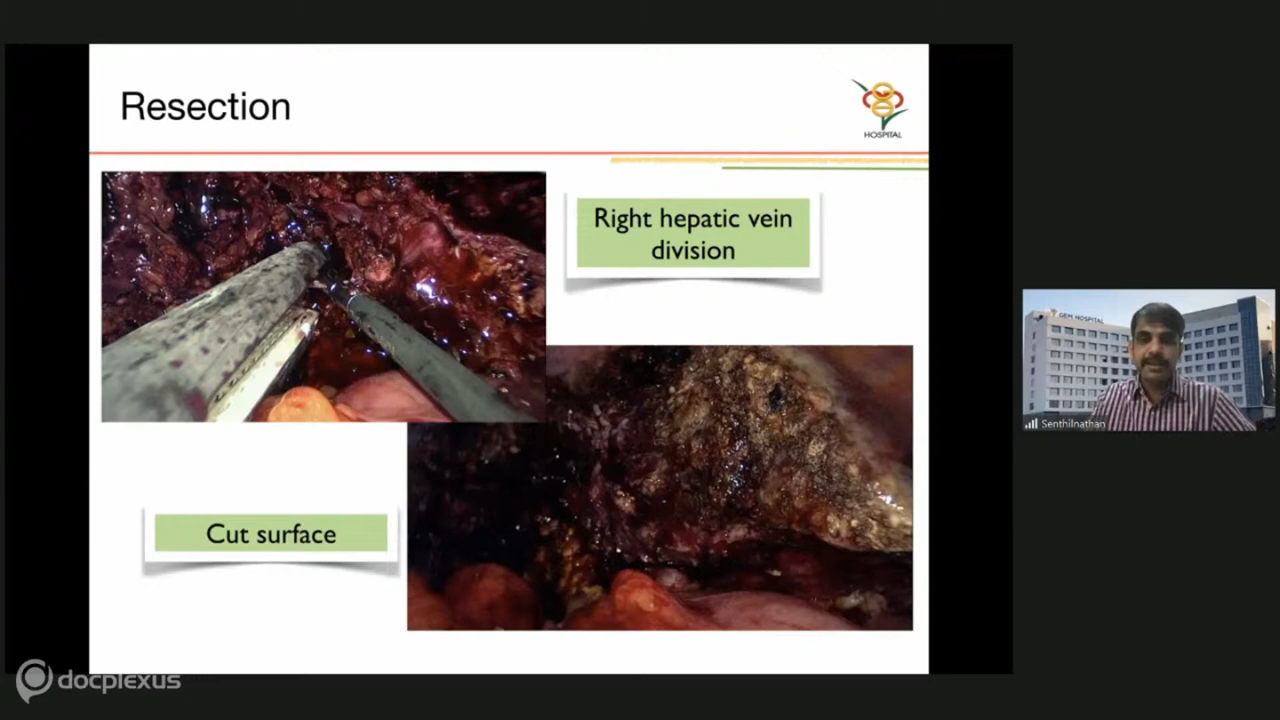 Resection
HOSPITAL
Right hepatic vein
division
Cut surface
GEM HOSPITAL
Senthilnathan
docplexus